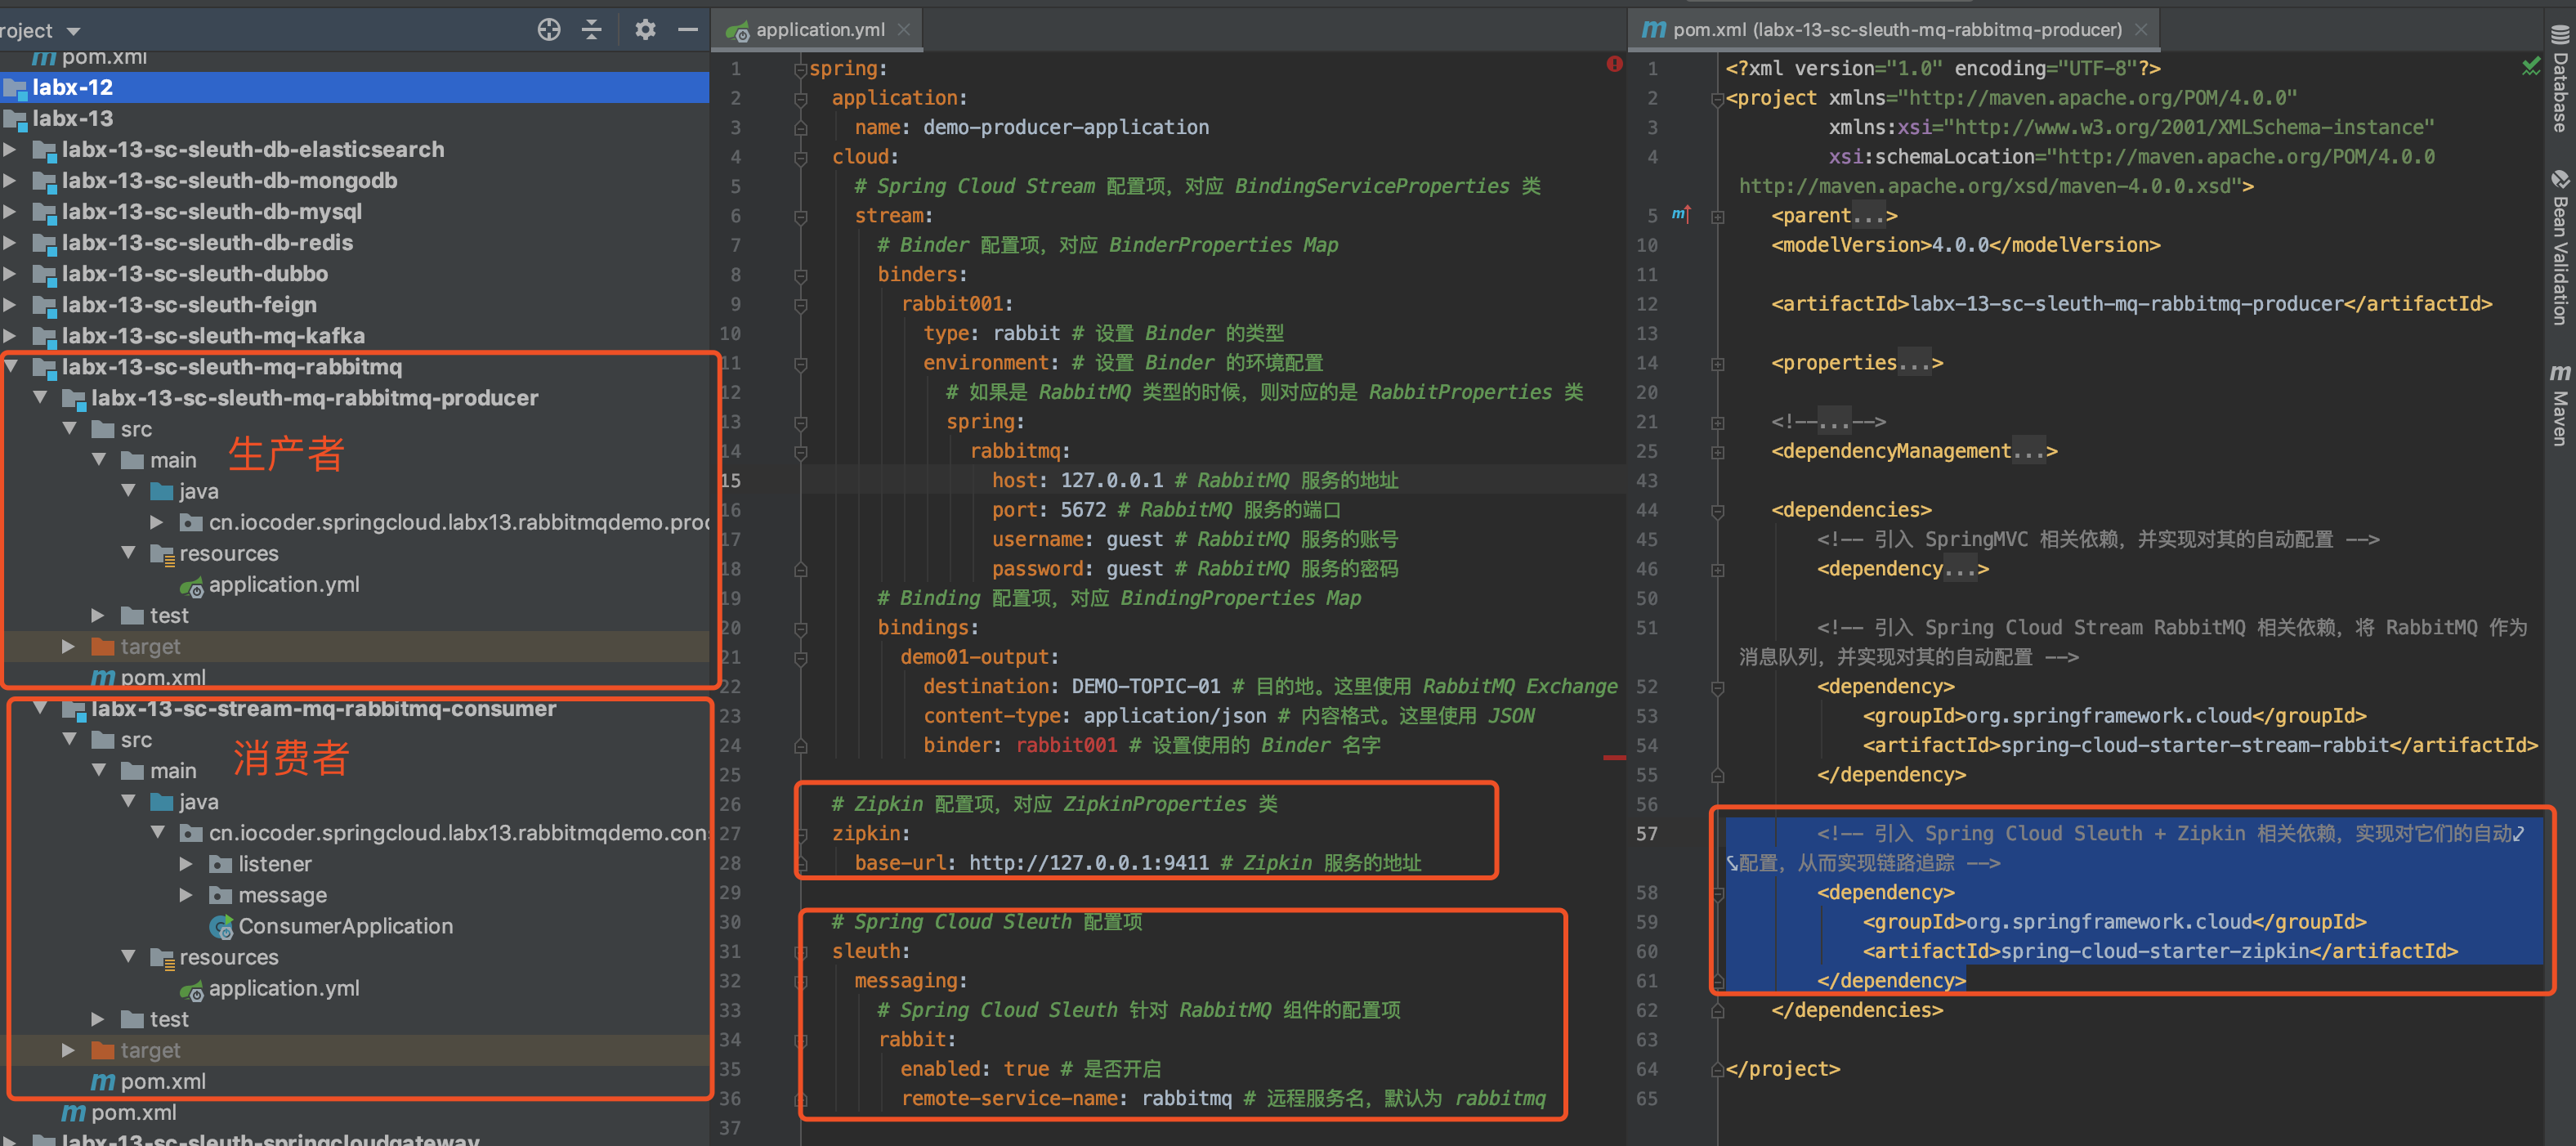 roject
pom.xml
labx-12
labx-13
labx-13-sc-sleuth-db-elasticsearch
labx-13-sc-sleuth-db-mongodb
labx-13-sc-sleuth-db-mysql
labx-13-sc-sleuth-db-redis
labx-13-sc-sleuth-dubbo
labx-13-sc-sleuth-feign
labx-13-sc-sleuth-mq-kafka
labx-13-sc-sleuth-mq-rabbitmq
labx-13-sc-sleuth-mq-rabbitmq-producer
src
main
生产者
java
cn.iocoder.springcloud.labx13.rabbitmqdemo.proc
resources
application.yml
test
target
pom.xml
labx-13-sc-stream-mq-rabbitmq-consumer
src
main
消费者
java
cn.iocoder.springcloud.labx13.rabbitmqdemo.con
listener
message
ConsumerApplication
resources
application.yml
test
target
pom.xml
pom.xml
labx-13-sc-sleuth-springcloudgateway
application.yml
1 spring:
2 application:
3 name: demo-producer-application
4 cloud:
5 # Spring Cloud Stream 配置项，对应 BindingServiceProperties 类
6 stream:
7 # Binder 配置项，对应 BinderProperties Map
8 binders:
9 rabbit001:
10 type: rabbit # 设置 Binder 的类型
11 environment: # 设置 Binder 的环境配置
12 # 如果是 RabbitMQ 类型的时候，则对应的是 RabbitProperties 类
13 spring:
14 rabbitmq:
15 host: 127.0.0.1 # RabbitMQ 服务的地址
16 port: 5672 # RabbitMQ 服务的端口
17 username: guest # RabbitMQ 服务的账号
18 password: guest # RabbitMQ 服务的密码
19 # Binding 配置项，对应 BindingProperties Map
20 bindings:
21 demo01-output:
22 destination: DEMO-TOPIC-01 # 目的地。这里使用 RabbitMQ Exchange
23 content-type: application/json # 内容格式。这里使用 JSON
24 binder: rabbit001 # 设置使用的 Binder 名字
25
26 # Zipkin 配置项，对应 ZipkinProperties 类
27 zipkin:
28 base-url: http://127.0.0.1:9411 # Zipkin 服务的地址
29
30 # Spring Cloud Sleuth 配置项
31 sleuth:
32 messaging:
33 # Spring Cloud Sleuth 针对 RabbitMQ 组件的配置项
34 rabbit:
35 enabled: true # 是否开启
36 remote-service-name: rabbitmq # 远程服务名，默认为 rabbitmq
37
pom.xml (labx-13-sc-sleuth-mq-rabbitmq-producer)
1 <?xml version="1.0" encoding="UTF-8"?>
2 <project xmlns="http://maven.apache.org/POM/4.0.0"
3 xmlns:xsi="http://www.w3.org/2001/XMLSchema-instance"
4 xsi:schemaLocation="http://maven.apache.org/POM/4.0.0
http://maven.apache.org/xsd/maven-4.0.0.xsd">
5 <parent...>
10 <modelVersion>4.0.0</modelVersion>
11
12 <artifactId>labx-13-sc-sleuth-mq-rabbitmq-producer</artifactId>
13
14 <properties...>
20
21 <!--...-->
25 <dependencyManagement...>
43
44 <dependencies>
45 <!-- 引入 SpringMVC 相关依赖，并实现对其的自动配置 -->
46 <dependency...>
50
51 <!-- 引入 Spring Cloud Stream RabbitMQ 相关依赖，将 RabbitMQ 作为
消息队列，并实现对其的自动配置 -->
52 <dependency>
53 <groupId>org.springframework.cloud</groupId>
54 <artifactId>spring-cloud-starter-stream-rabbit</artifactId>
55 </dependency>
56
57 <!-- 引入 Spring Cloud Sleuth + Zipkin 相关依赖，实现对它们的自动
配置，从而实现链路追踪 -->
58 <dependency>
59 <groupId>org.springframework.cloud</groupId>
60 <artifactId>spring-cloud-starter-zipkin</artifactId>
61 </dependency>
62 </dependencies>
63
64 </project>
65
Database
Bean Validation
Maven